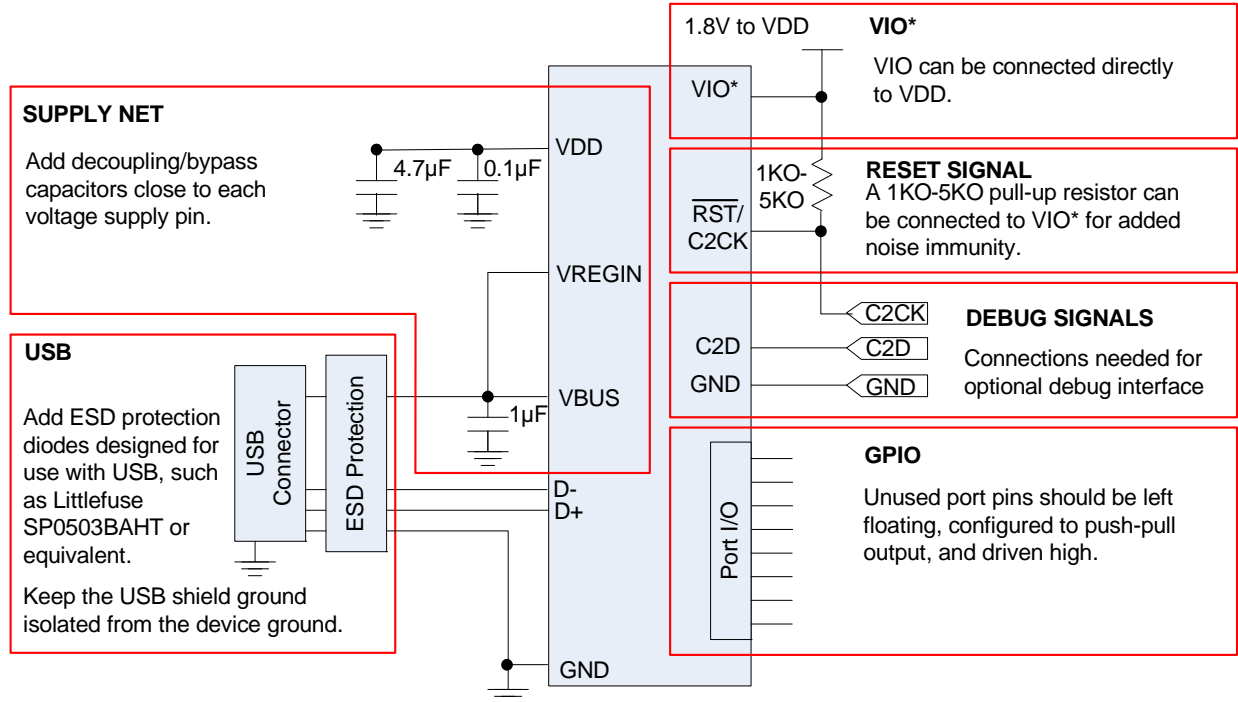 SUPPLY NET
Add decoupling/bypass
capacitors close to each
voltage supply pin.
4.7µF
0.1µF
VDD
VREGIN
VBUS
1µF
USB
Add ESD protection
diodes designed for
use with USB, such
as Littlefuse
SP0503BAHT or
equivalent.
Keep the USB shield ground
isolated from the device ground.
USB
Connector
ESD Protection
D-
D+
GND
1.8V to VDD
VIO*
VIO can be connected directly
to VDD.
VIO*
RESET SIGNAL
A 1KO-5KO pull-up resistor can
be connected to VIO* for added
noise immunity.
1KO-
5KO
RST/
C2CK
C2CK
DEBUG SIGNALS
Connections needed for
optional debug interface
C2D
C2D
GND
GND
GPIO
Unused port pins should be left
floating, configured to push-pull
output, and driven high.
Port I/O